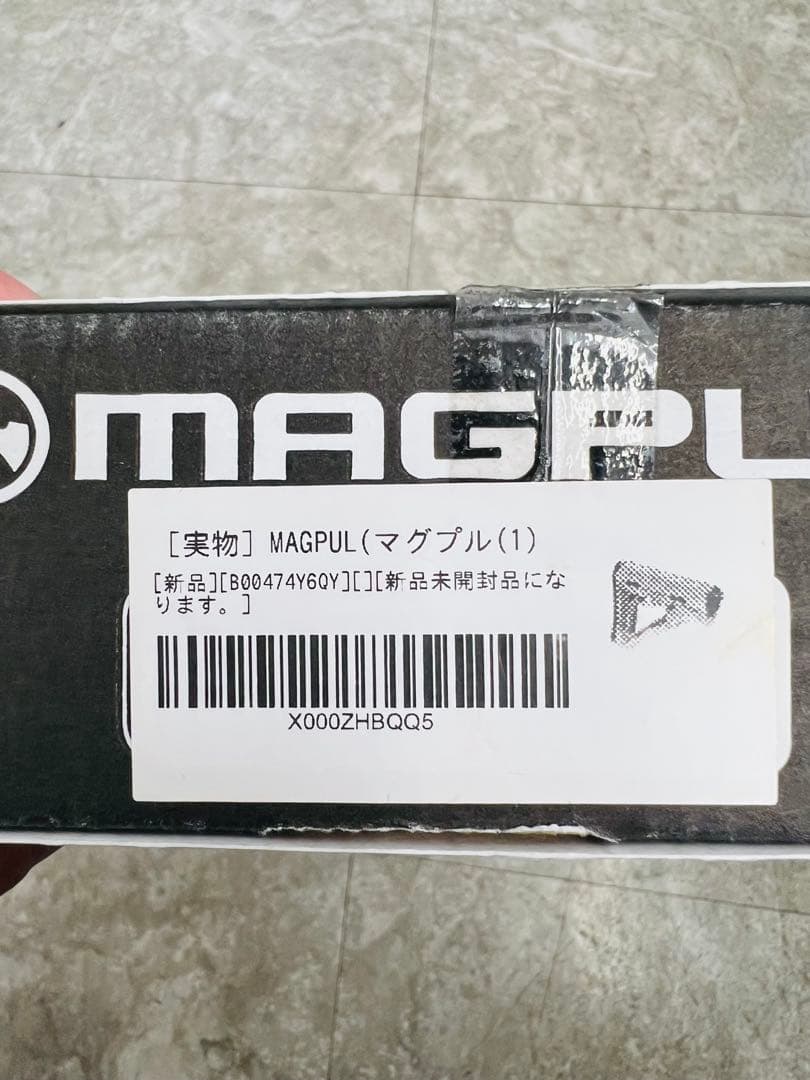 MAGPU
[実物] MAGPUL(マグプル(1)
[新品][B00474Y6QY][][新品未開封品にな
ります。]
X000ZHBQQ5